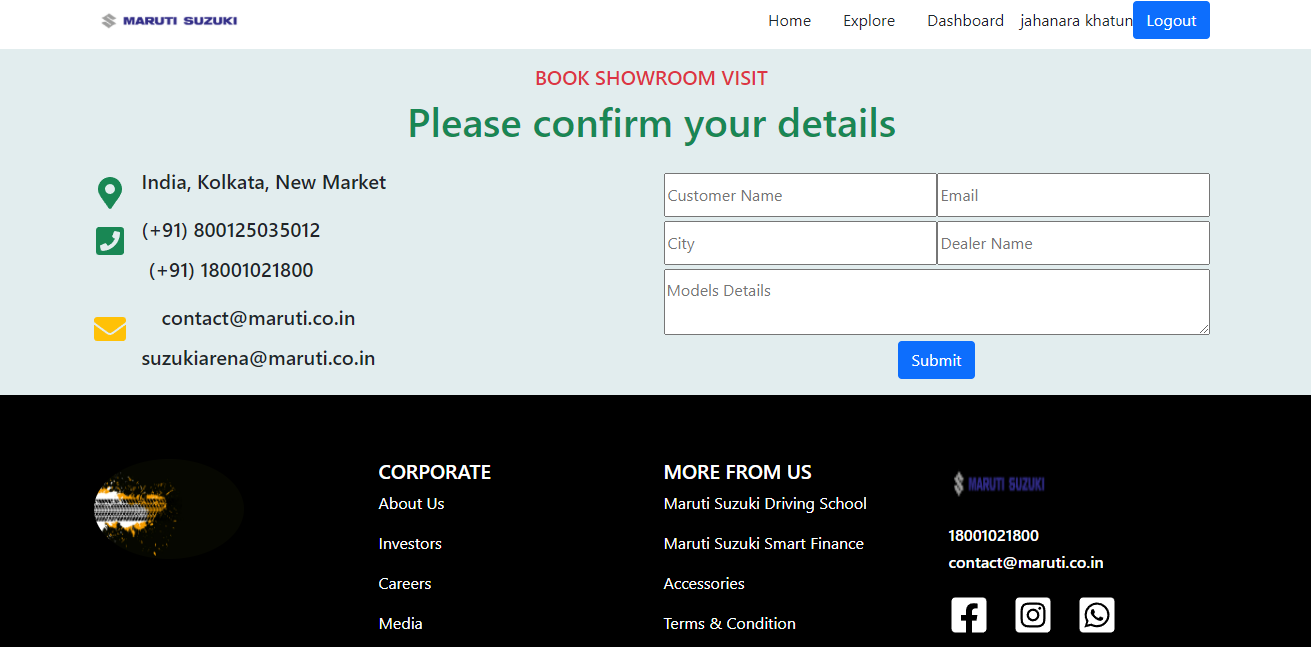 MARUTI SUZUKI
Home Explore Dashboard jahanara khatun Logout
BOOK SHOWROOM VISIT
Please confirm your details
India, Kolkata, New Market
(+91) 800125035012
(+91) 18001021800
contact@maruti.co.in
suzukiarena@maruti.co.in
Customer Name Email
City Dealer Name
Models Details
Submit
CORPORATE
About Us
Investors
Careers
Media
MORE FROM US
Maruti Suzuki Driving School
Maruti Suzuki Smart Finance
Accessories
Terms & Condition
MARUTI SUZUKI
18001021800
contact@maruti.co.in